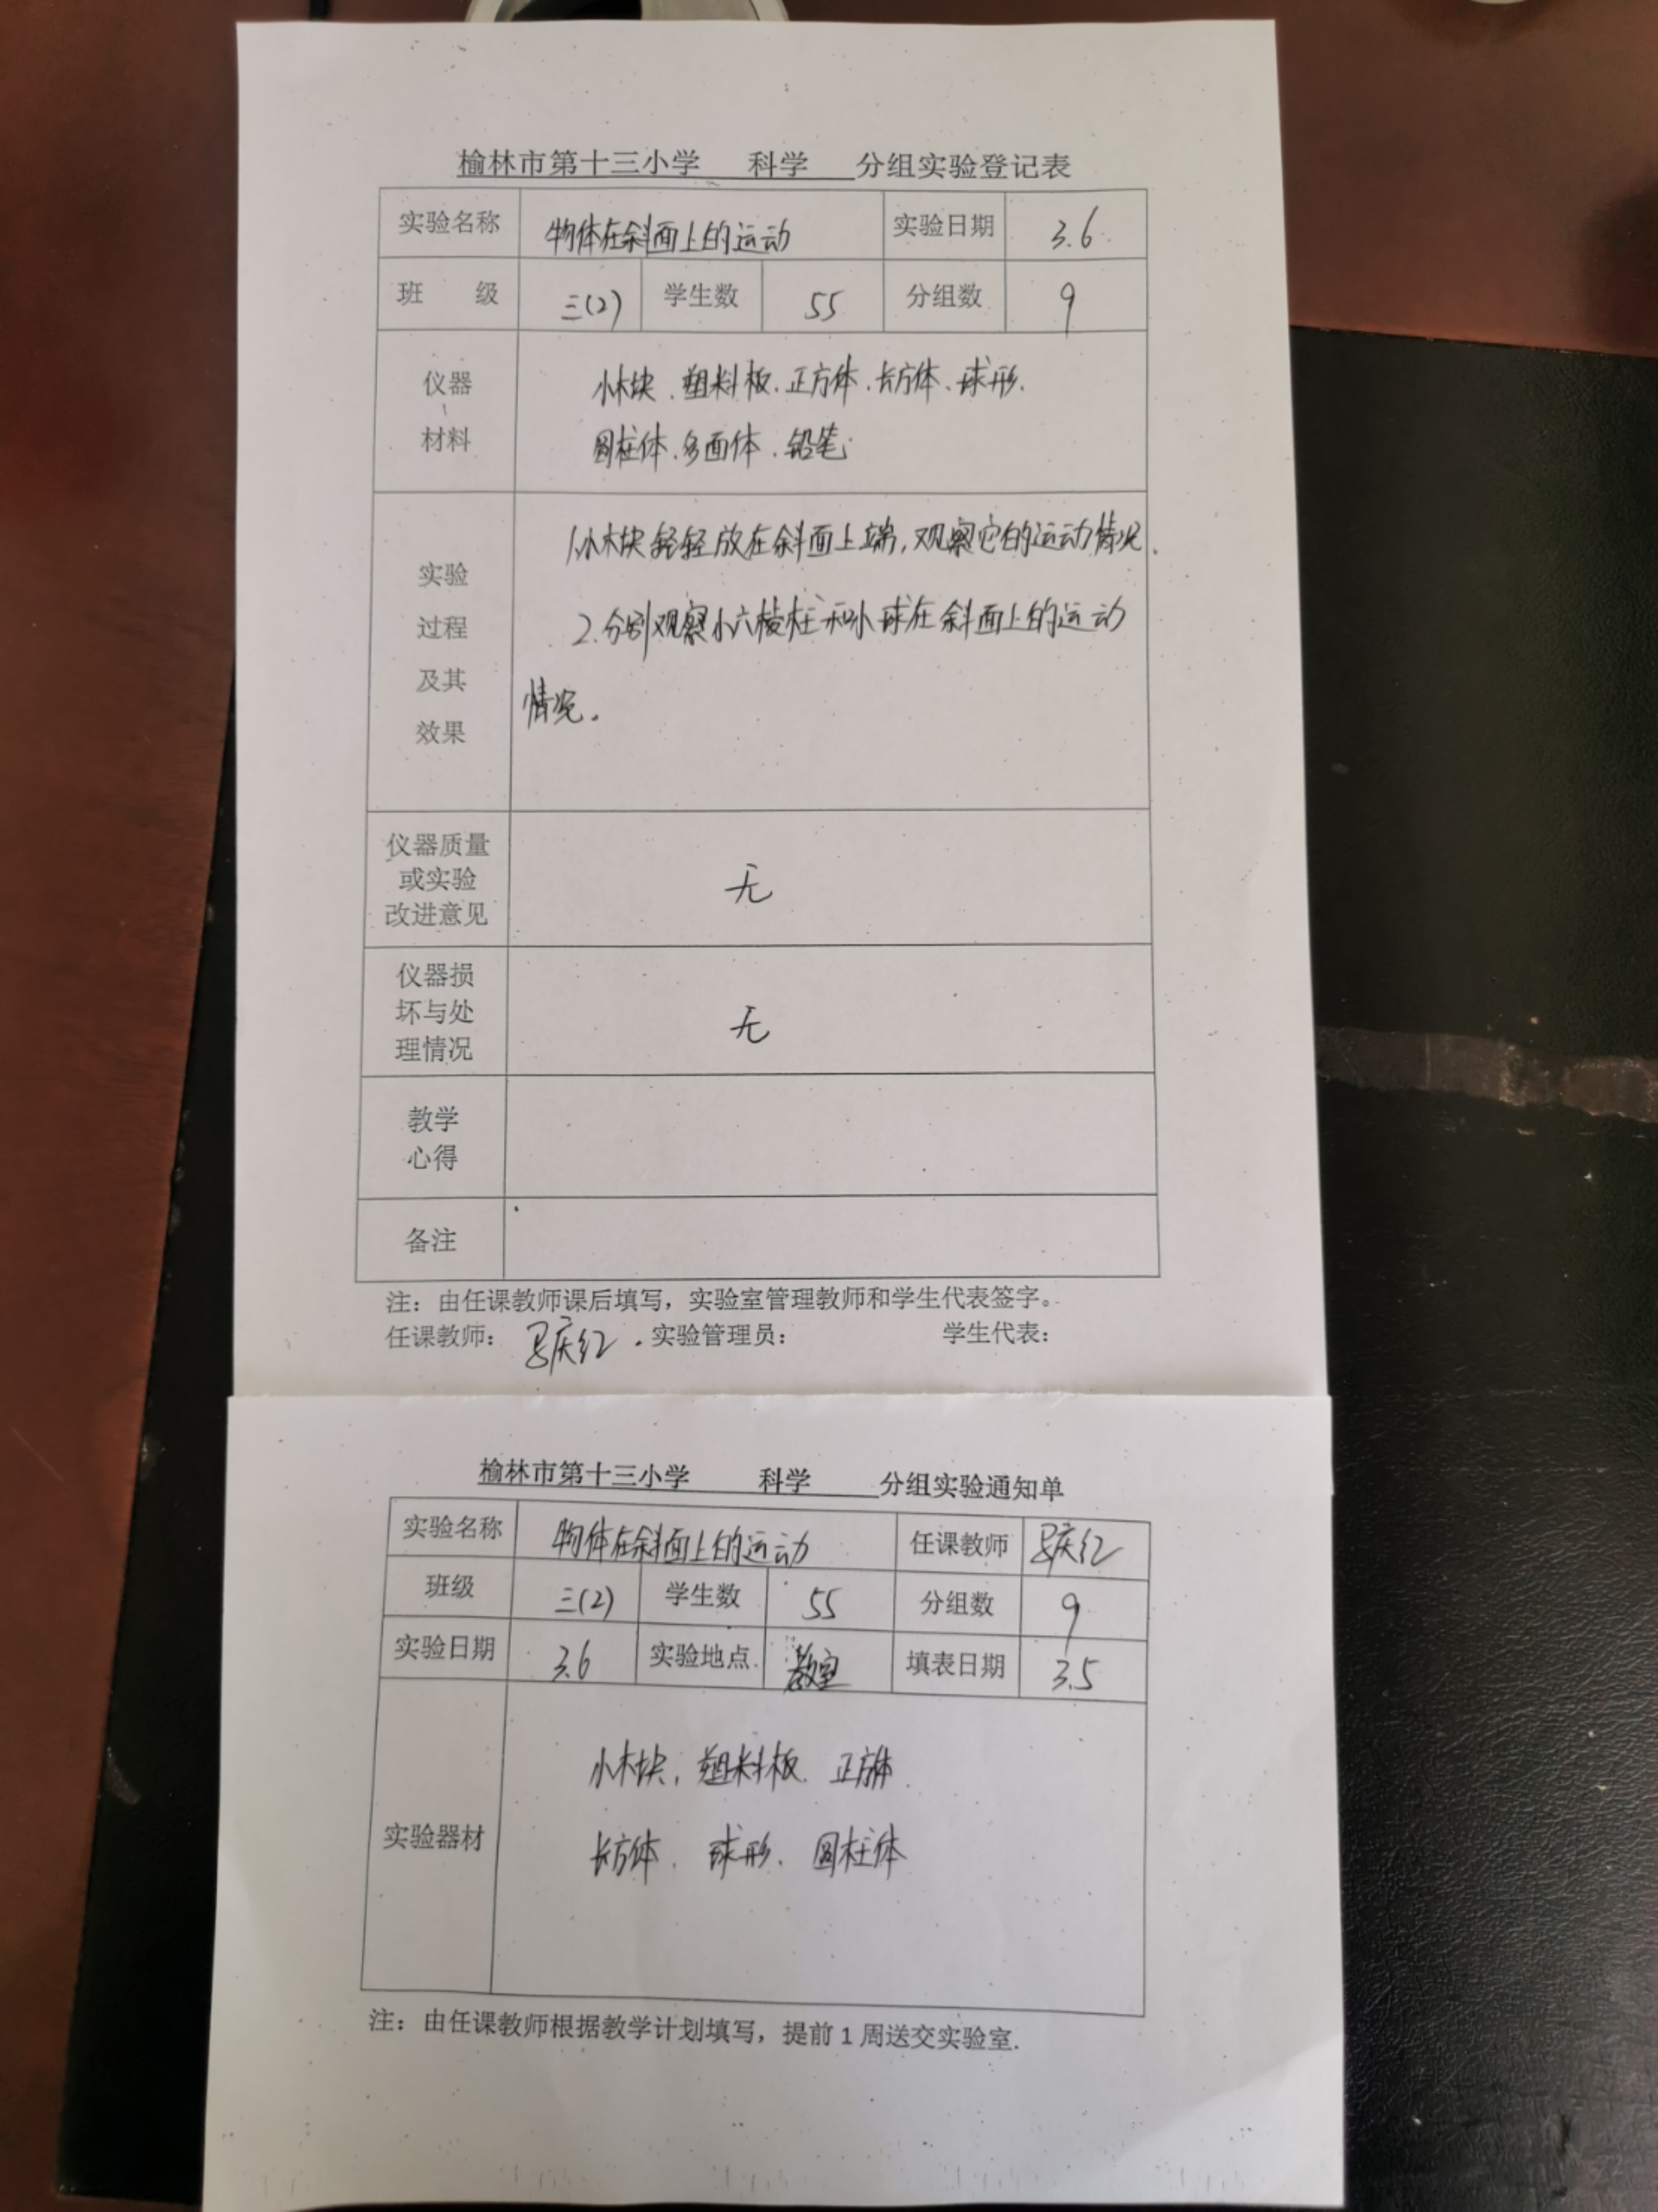 榆林市第十三小学 科学 分组实验登记表
实验名称 物体在斜面上的运动 实验日期 3.6
班 级 三(2) 学生数 55 分组数 9
仪器
材料
小木块、塑料板、正方体、长方体、球形、
圆柱体、多面体、铅笔
实验
过程
及其
效果
1.小木块轻轻放在斜面上端,观察它的运动情况.
2.分别观察小六棱柱和小球在斜面上的运动
情况。
仪器质量
或实验
改进意见
无
仪器损
坏与处
理情况
无
教学
心得
备注
注：由任课教师课后填写，实验室管理教师和学生代表签字。
任课教师： 庆红 实验管理员： 学生代表：
榆林市第十三小学 科学 分组实验通知单
实验名称 物体在斜面上的运动 任课教师 庆红
班级 三(2) 学生数 55 分组数 9
实验日期 3.6 实验地点 教室 填表日期 3.5
实验器材
小木块, 塑料板、正方体、
长方体、球形、圆柱体
注：由任课教师根据教学计划填写，提前 1 周送交实验室.